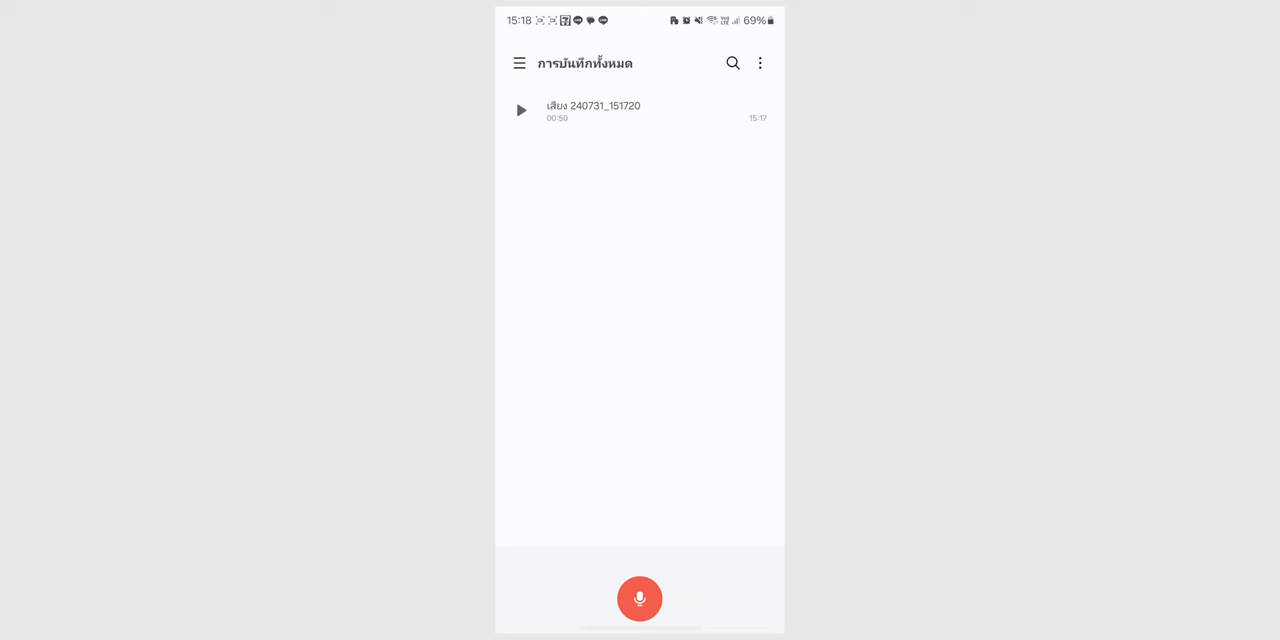 15:18 69%
การบันทึกทั้งหมด
เสียง 240731_151720
00:50 15:17